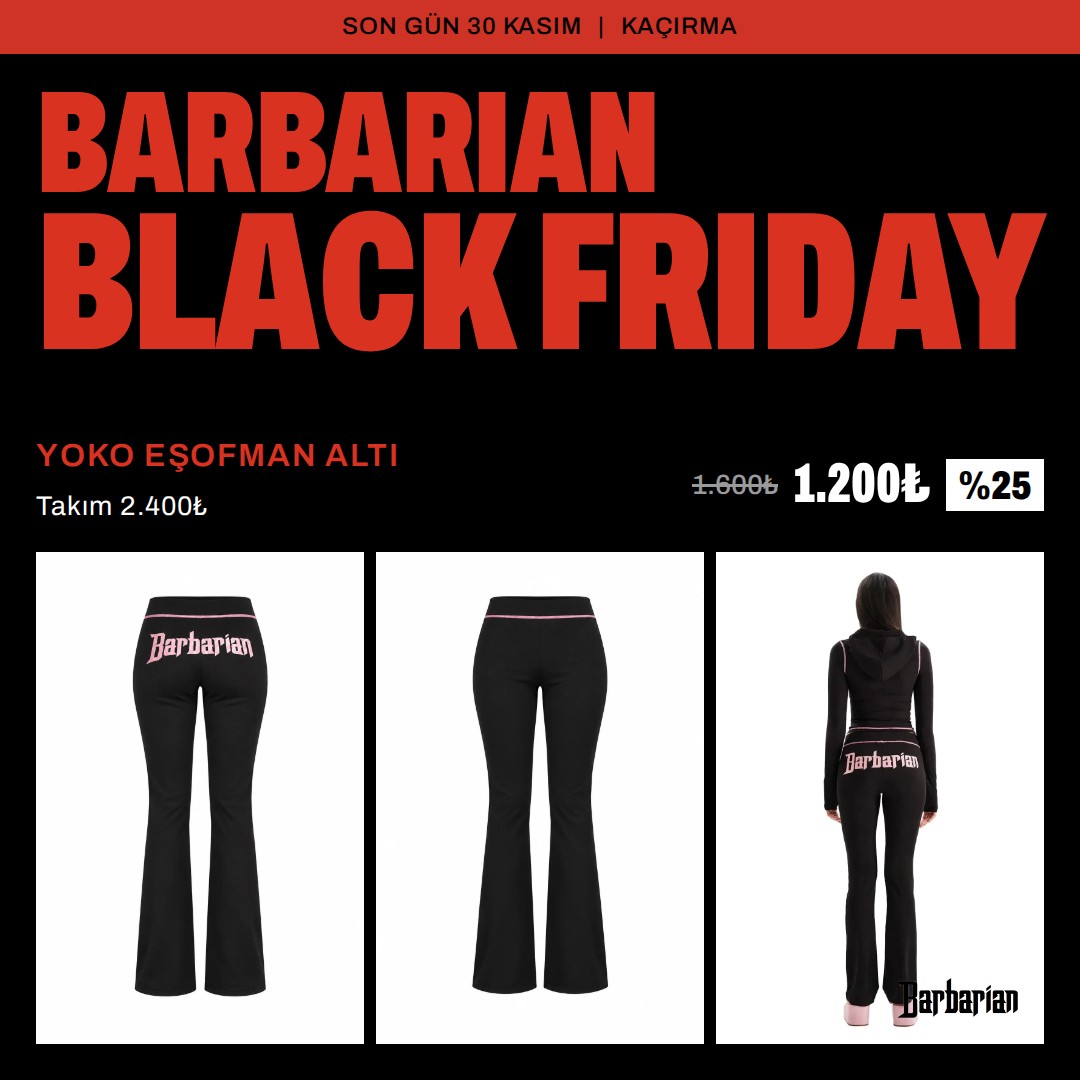 SON GÜN 30 KASIM | KAÇIRMA
BARBARIAN
BLACK FRIDAY
YOKO EŞOFMAN ALTI
Takım 2.400₺
1.600₺ 1.200₺ %25
Barbarian
Barbarian
Barbarian